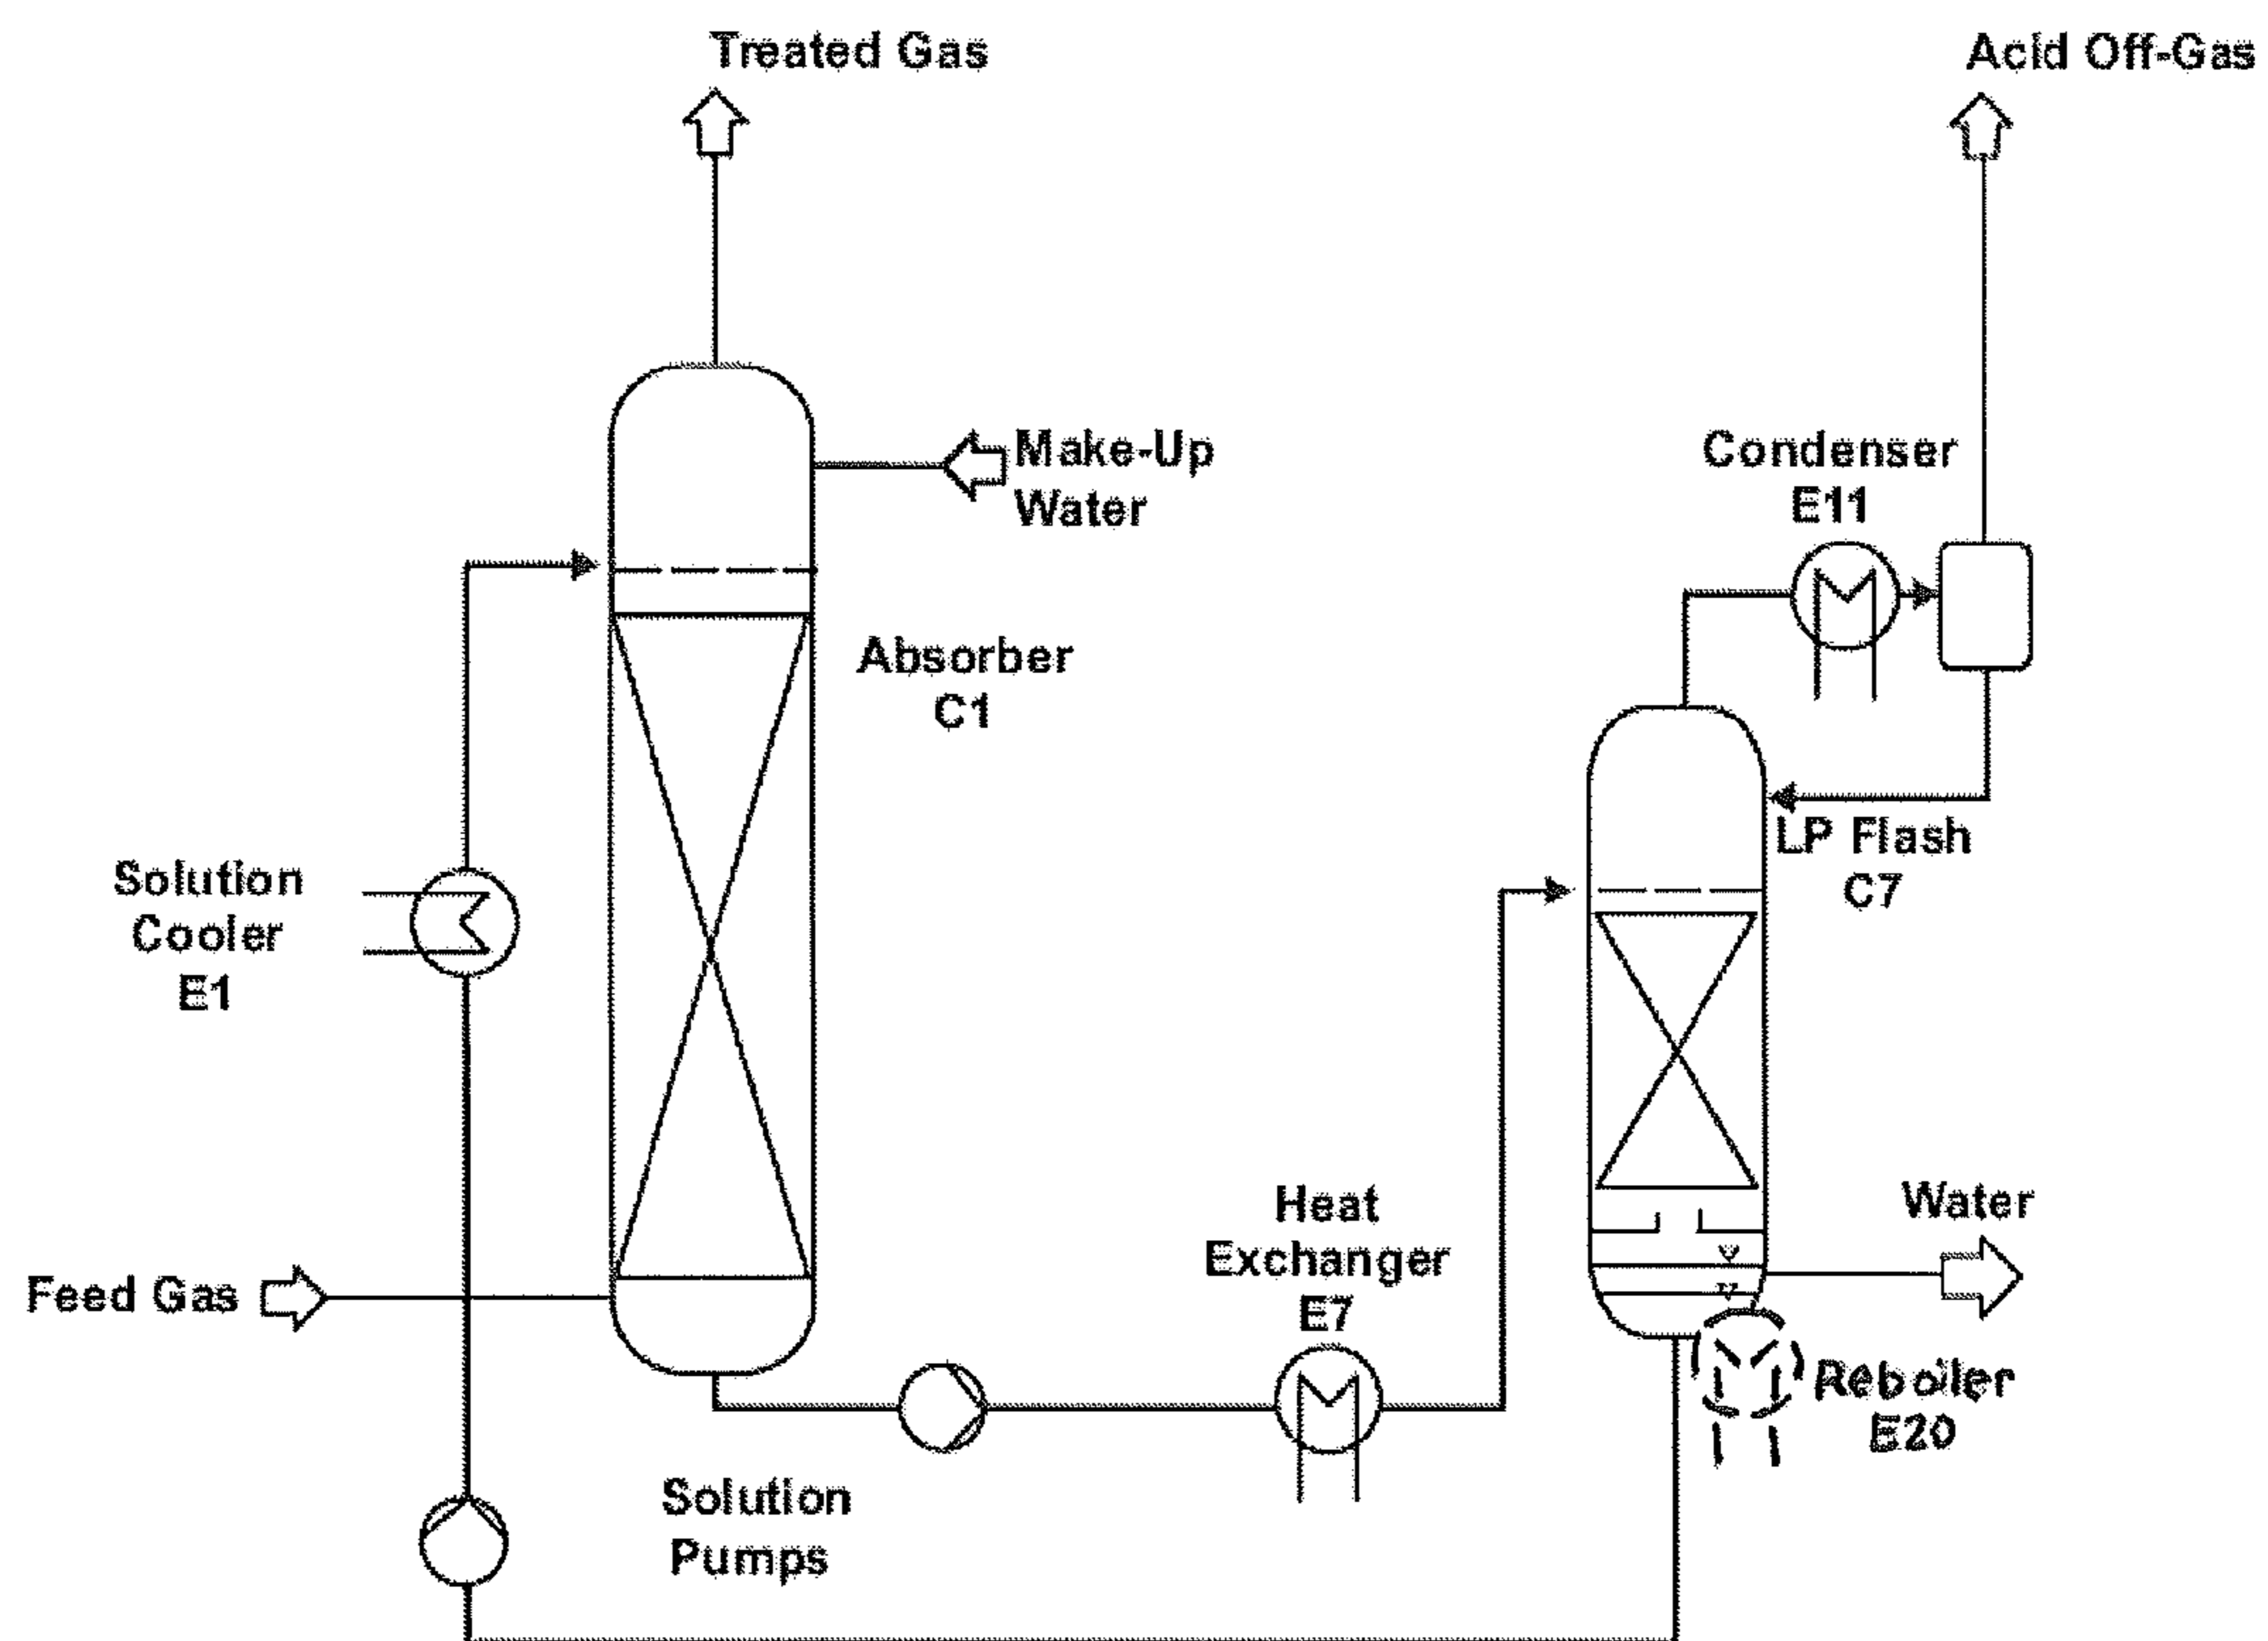 Treated Gas
Acid Off-Gas
Make-Up
Water
Condenser
E11
Absorber
C1
LP Flash
C7
Solution
Cooler
E1
Heat
Exchanger
E7
Water
Feed Gas
Reboiler
E20
Solution
Pumps